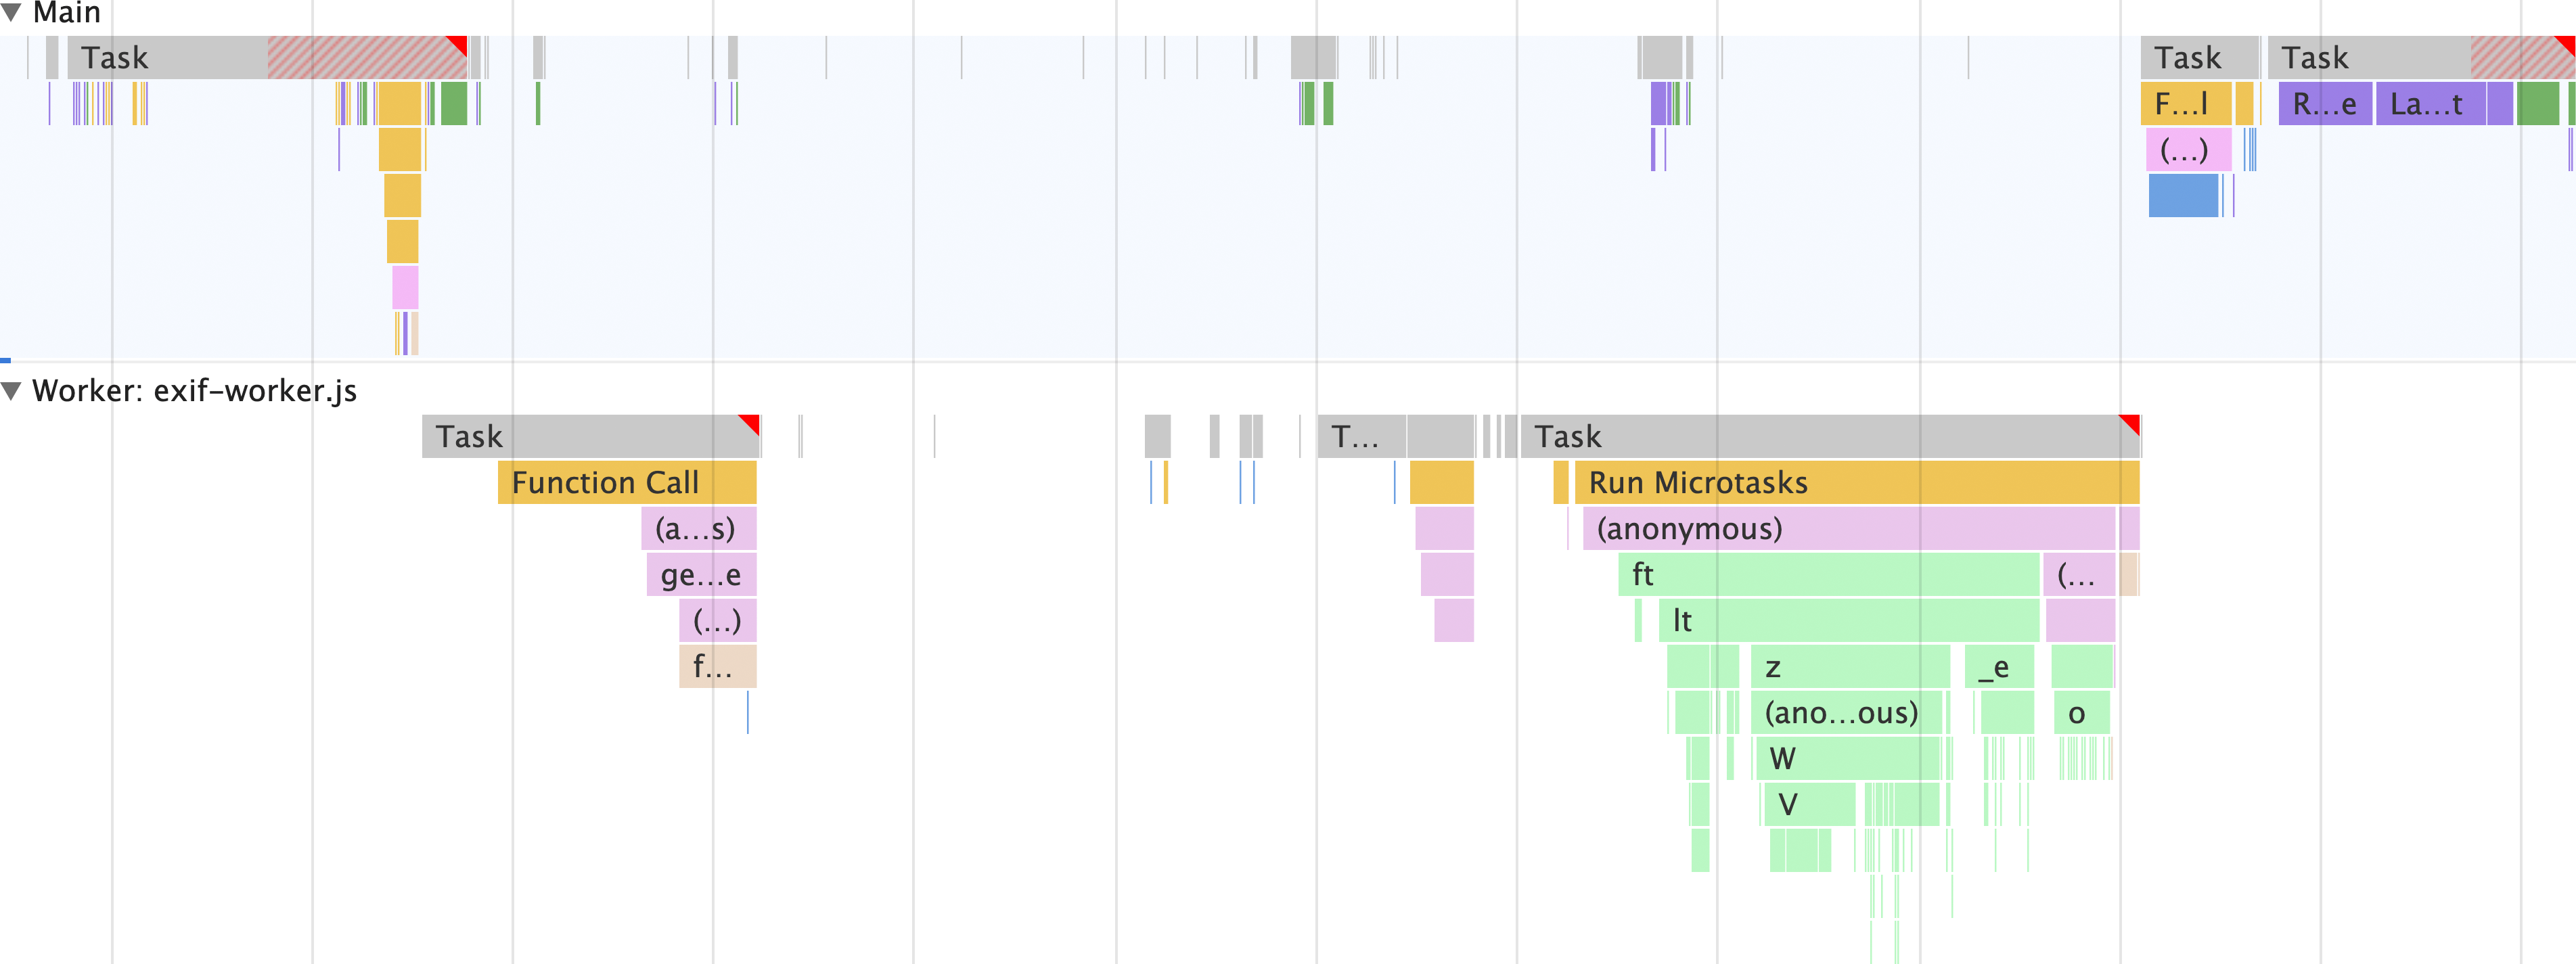 Main
Task Task Task
F...l R...e La...t
(...)
Worker: exif-worker.js
Task T... Task
Function Call Run Microtasks
(a...s) (anonymous)
ge...e ft (...
(...) lt
f... z _e
(ano...ous) o
W
V